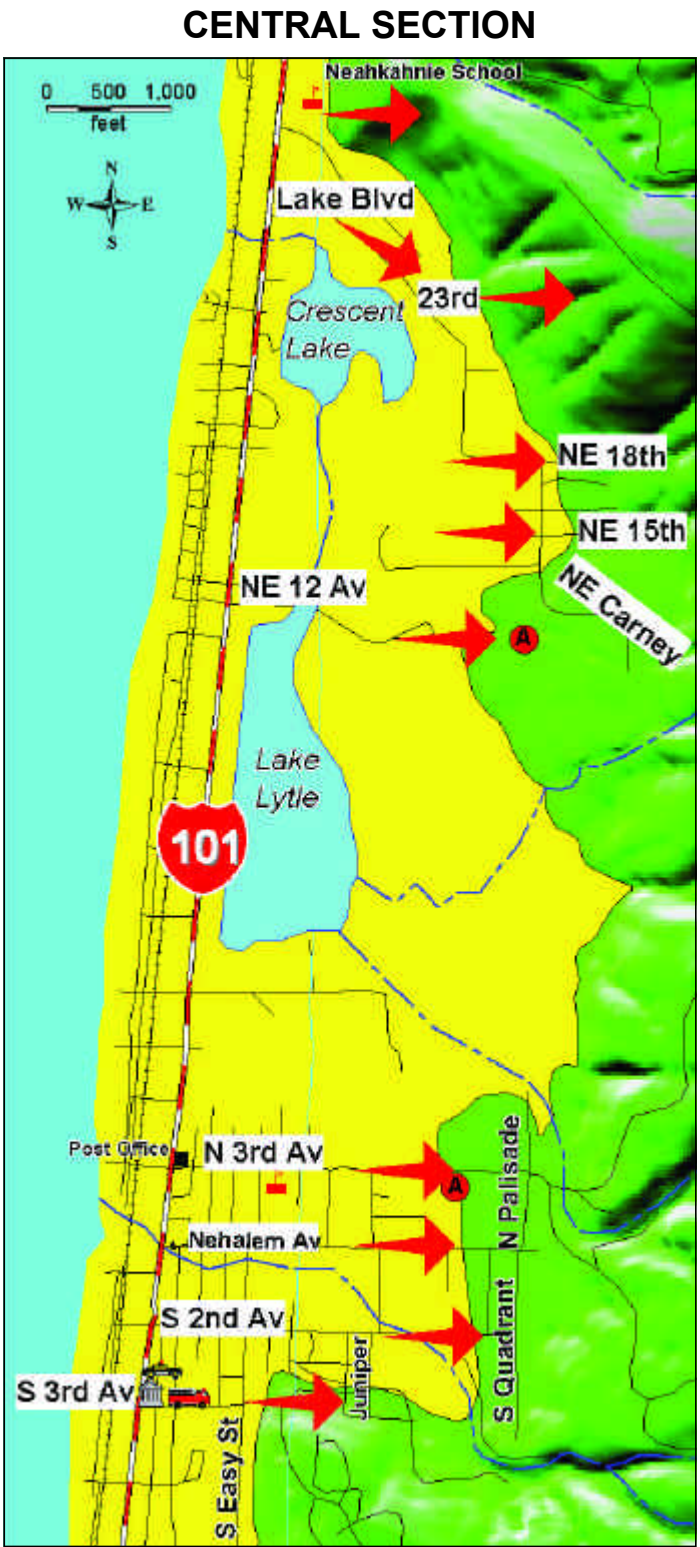 CENTRAL SECTION
Neahkahnie School
0 500 1,000
feet
N
W E
S
Lake Blvd
23rd
Crescent
Lake
NE 18th
NE 15th
NE 12 Av
NE Carney
A
Lake
Lytle
101
Post Office
N 3rd Av
A
N Palisade
Nehalem Av
S 2nd Av
S Quadrant
Juniper
S 3rd Av
S Easy St